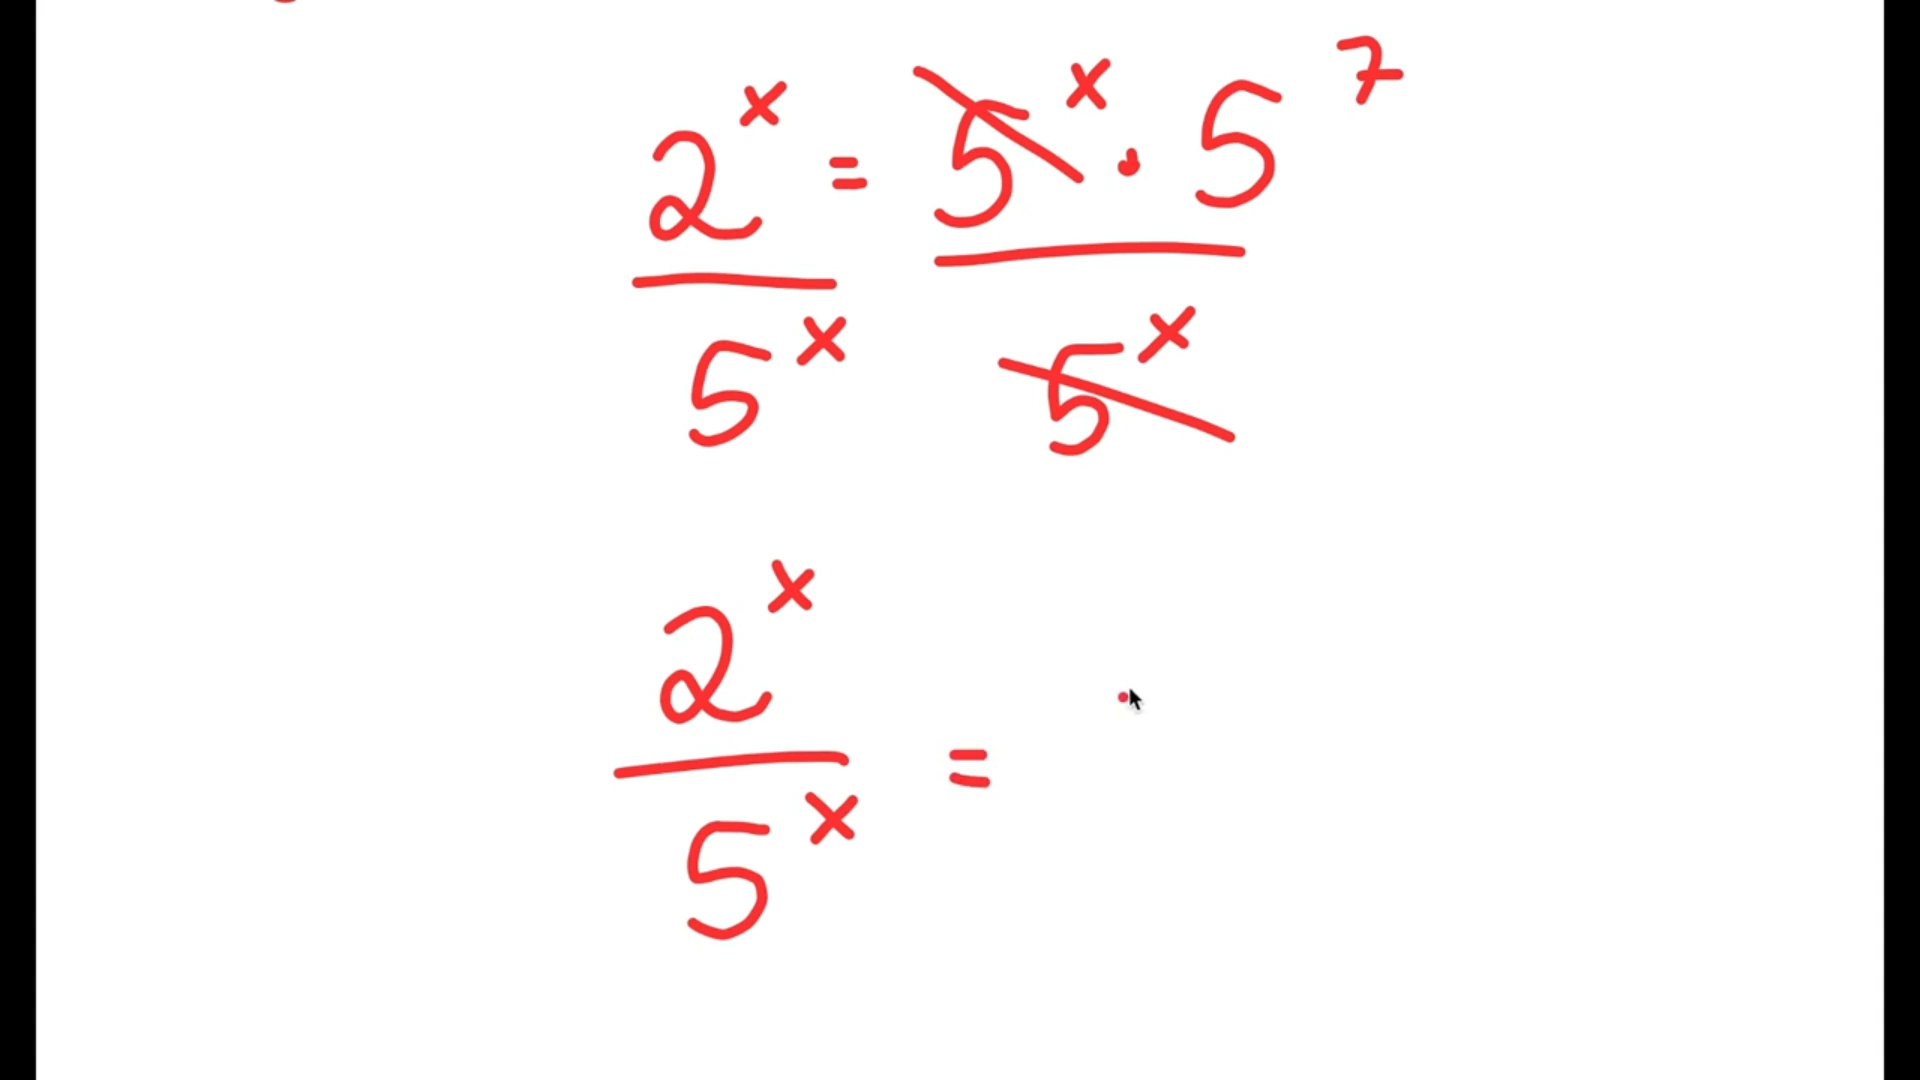 2^x = 5^x · 5^7
5^x 5^x
2^x
=
5^x